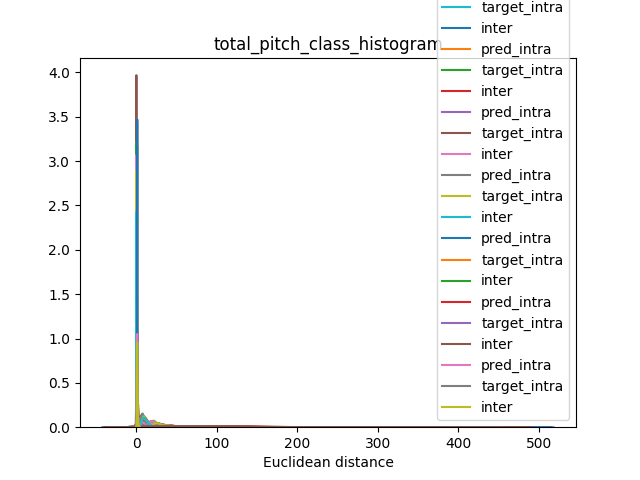 total_pitch_class_histogram
4.0
3.5
3.0
2.5
2.0
1.5
1.0
0.5
0.0
0
100
200
300
400
500
Euclidean distance
target_intra
inter
pred_intra
target_intra
inter
pred_intra
target_intra
inter
pred_intra
target_intra
inter
pred_intra
target_intra
inter
pred_intra
target_intra
inter
pred_intra
target_intra
inter